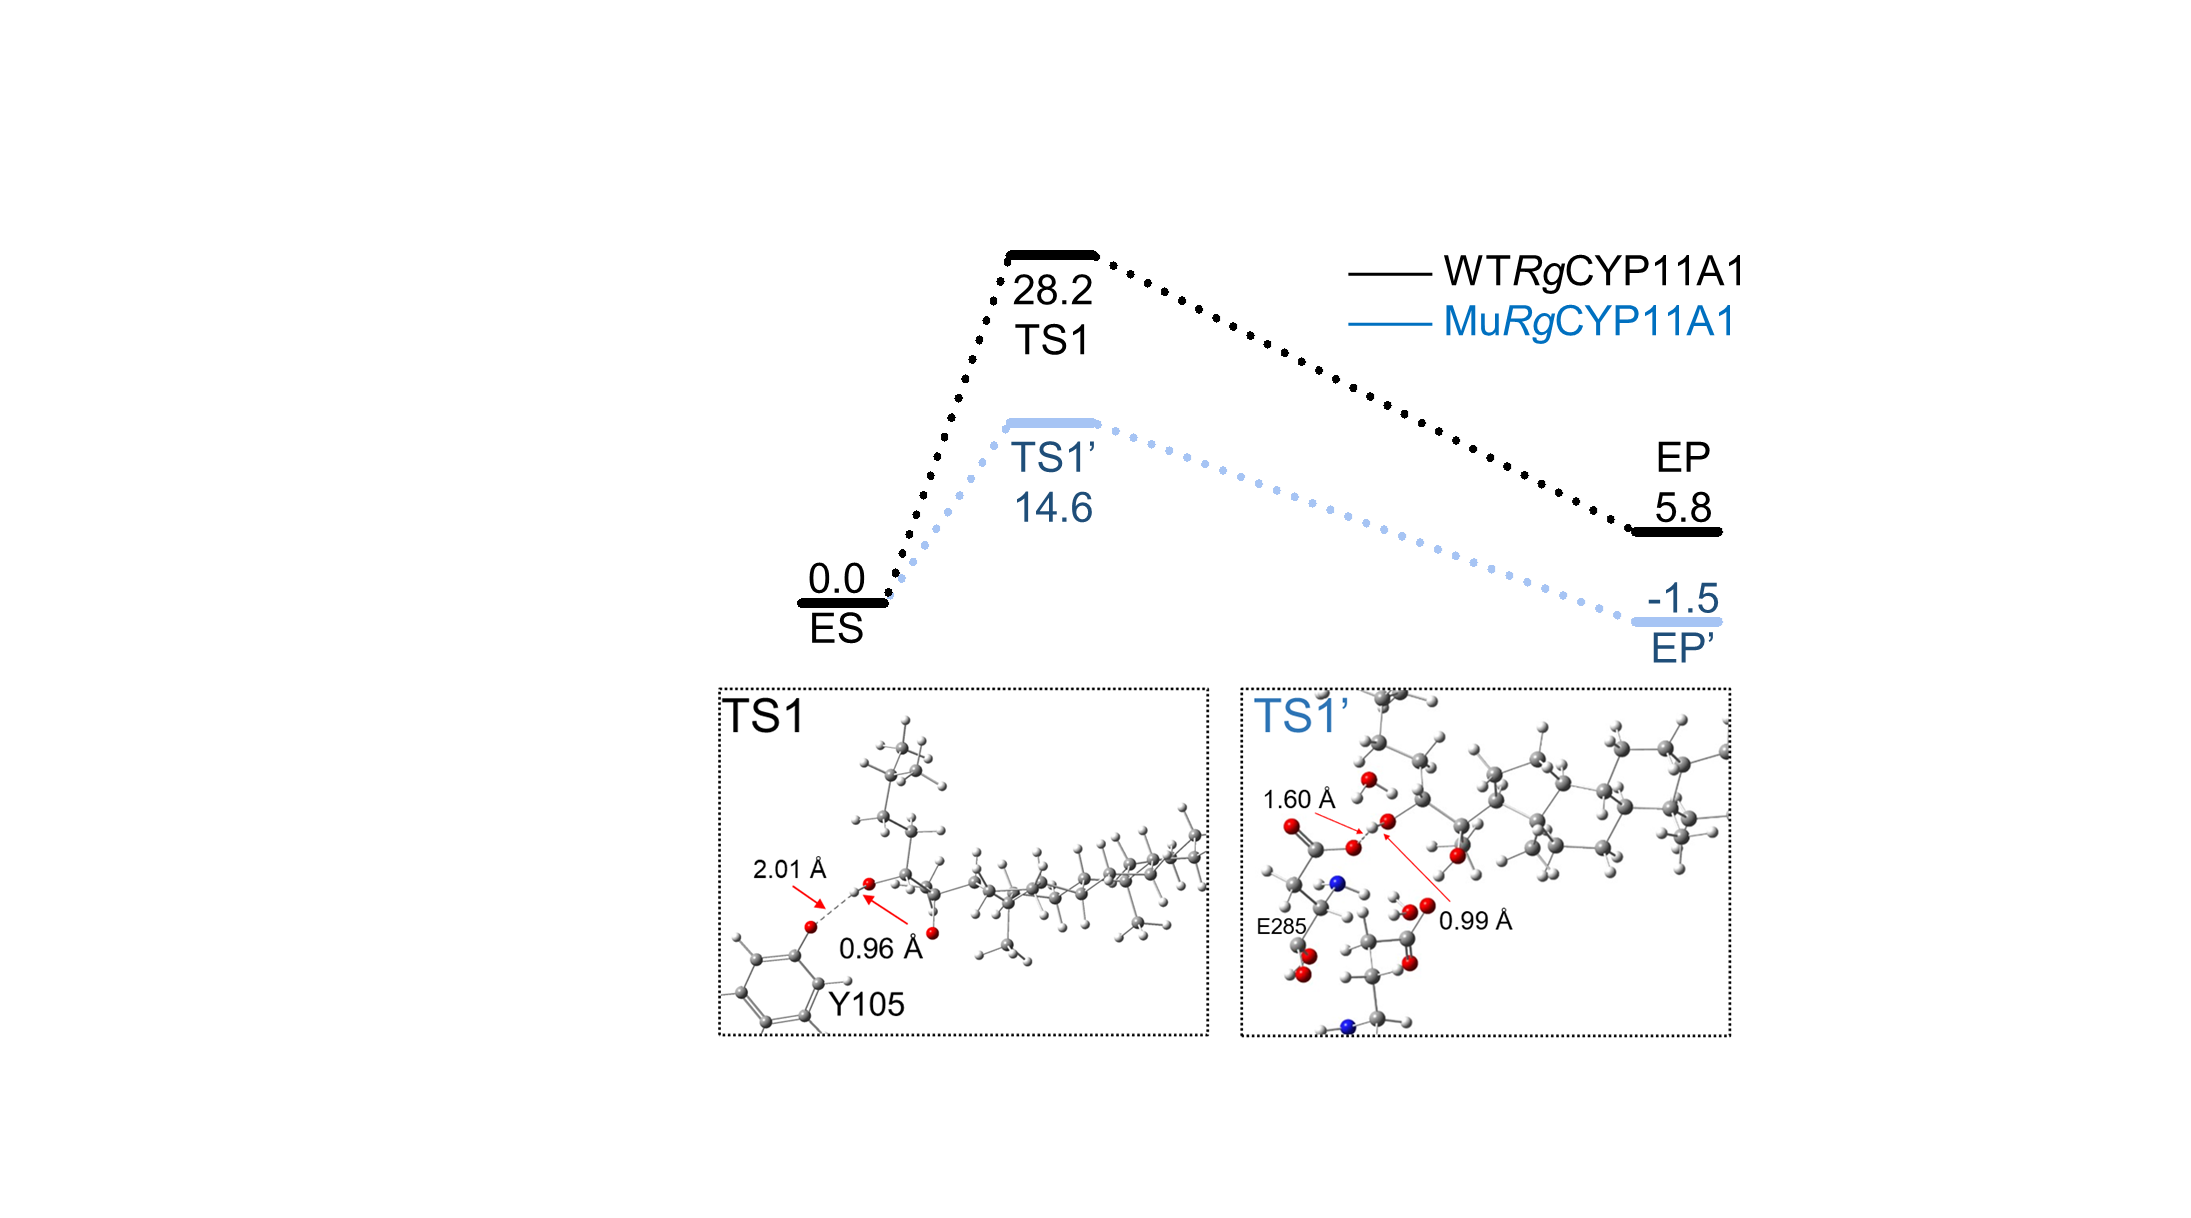 WTRgCYP11A1
MuRgCYP11A1
28.2
TS1
TS1’
14.6
EP
5.8
0.0
ES
-1.5
EP’
TS1
2.01 Å
0.96 Å
Y105
TS1’
1.60 Å
E285
0.99 Å